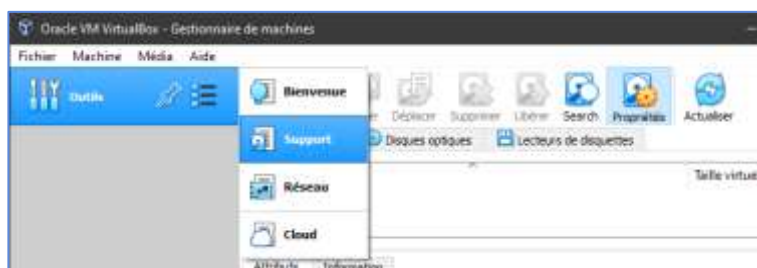 Oracle VM VirtualBox - Gestionnaire de machines
Fichier Machine Média Aide
Outils
Bienvenue
Support
Réseau
Cloud
Déplacer Supprimer Libérer Search Propriétés Actualiser
Disques optiques Lecteurs de disquettes
Taille virtue
Attributs Information